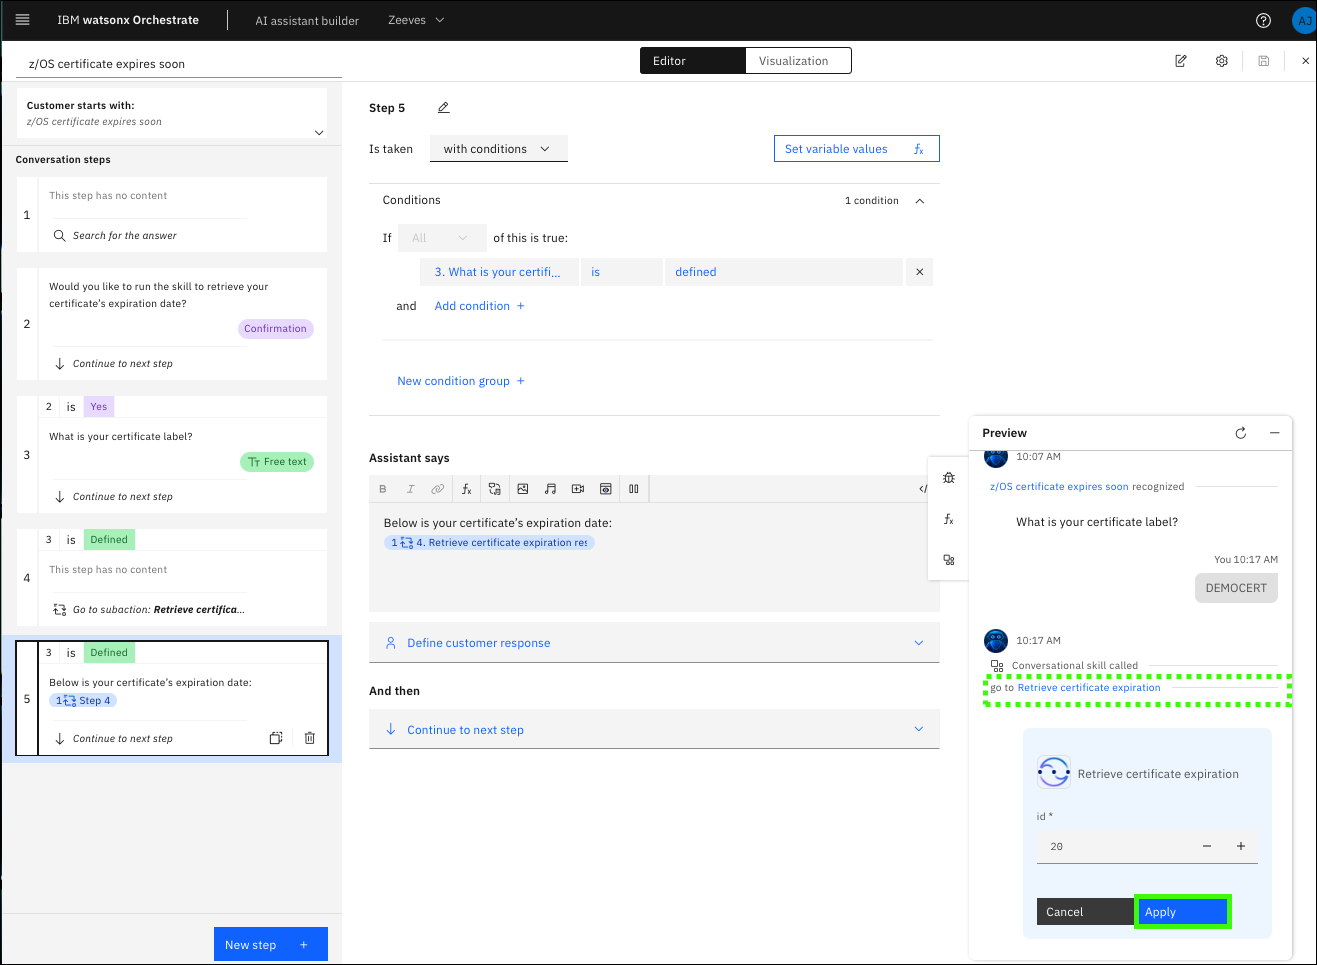 IBM watsonx Orchestrate
AI assistant builder
Zeeves
AJ
z/OS certificate expires soon
Editor
Visualization
Customer starts with:
z/OS certificate expires soon
Conversation steps
1
This step has no content
Search for the answer
2
Would you like to run the skill to retrieve your
certificate's expiration date?
Confirmation
Continue to next step
3
2 is Yes
What is your certificate label?
Free text
Continue to next step
4
3 is Defined
This step has no content
Go to subaction: Retrieve certifica...
5
3 is Defined
Below is your certificate's expiration date:
1 Step 4
Continue to next step
New step +
Step 5
Is taken
with conditions
Set variable values fx
Conditions
1 condition
If All of this is true:
3. What is your certifi... is defined
and Add condition +
New condition group +
Assistant says
B I fx </
Below is your certificate's expiration date:
1 4. Retrieve certificate expiration res
Define customer response
And then
Continue to next step
fx
Preview
10:07 AM
z/OS certificate expires soon recognized
What is your certificate label?
You 10:17 AM
DEMOCERT
10:17 AM
Conversational skill called
go to Retrieve certificate expiration
Retrieve certificate expiration
id *
20
Cancel
Apply